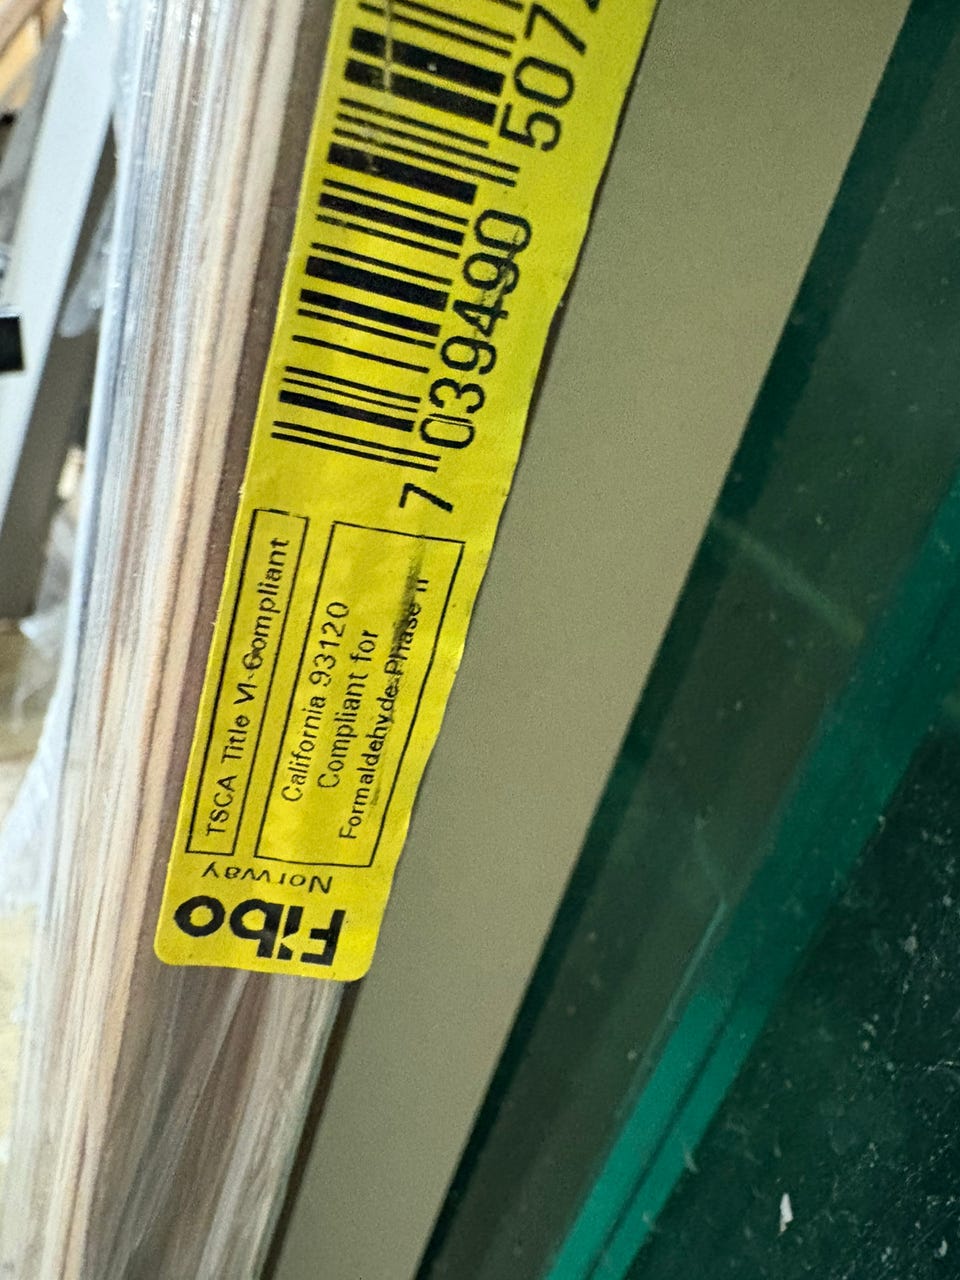 Fibo
Norway
TSCA Title VI Compliant
California 93120
Compliant for
Formaldehyde Phase II
7 039490 507